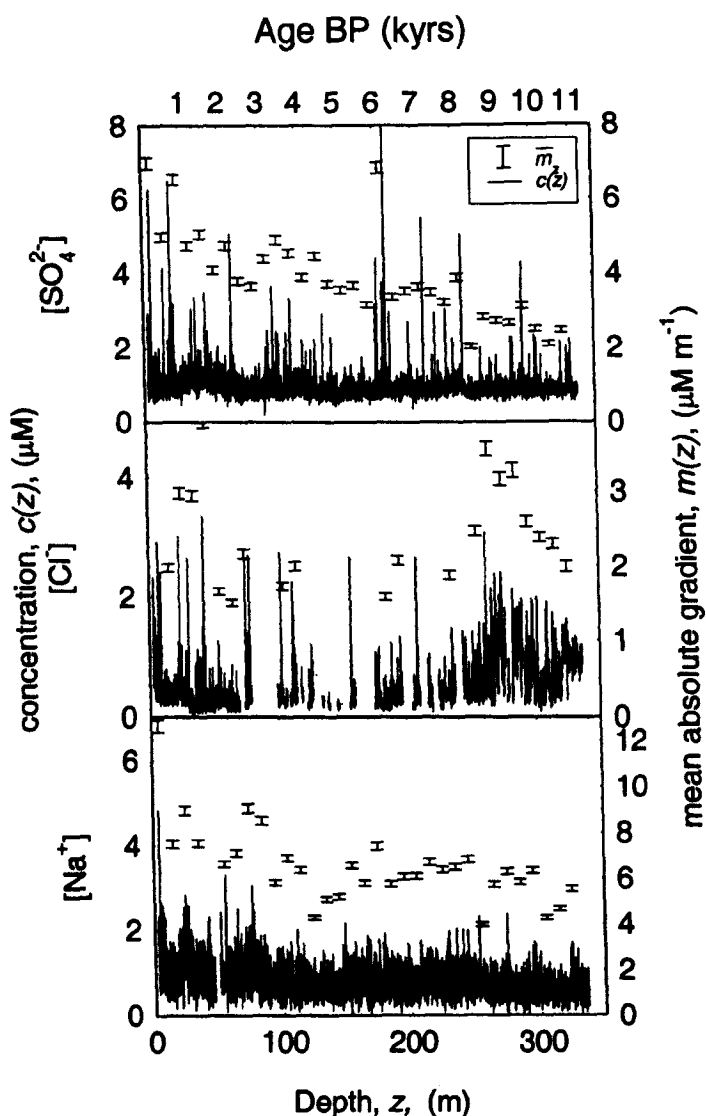 Age BP (kyrs)
1 2 3 4 5 6 7 8 9 10 11
8 6 4 2 0
[SO₄²⁻]
8 6 4 2 0
m̄z
c(z)
4 2 0
concentration, c(z), (μM)
[Cl⁻]
3 2 1 0
mean absolute gradient, m(z), (μM m⁻¹)
6 4 2 0
[Na⁺]
12 10 8 6 4 2 0
0 100 200 300
Depth, z, (m)